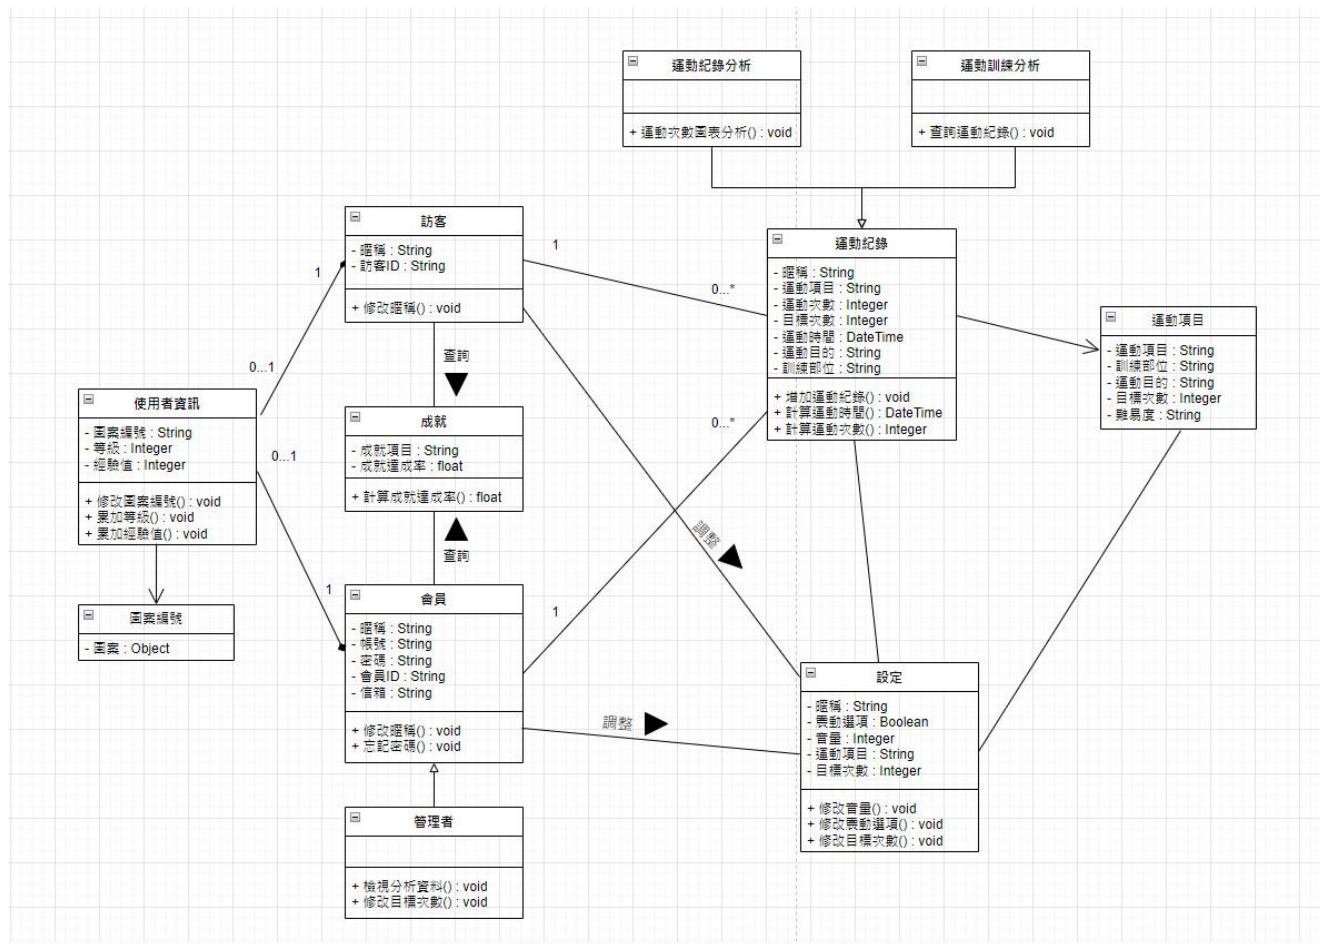 運動紀錄分析
+ 運動次數圖表分析() : void
運動訓練分析
+ 查詢運動紀錄() : void
訪客
- 暱稱 : String
- 訪客ID : String
+ 修改暱稱() : void
1
0...*
1
0...1
查詢
運動紀錄
- 暱稱 : String
- 運動項目 : String
- 運動次數 : Integer
- 目標次數 : Integer
- 運動時間 : DateTime
- 運動目的 : String
- 訓練部位 : String
+ 增加運動紀錄() : void
+ 計算運動時間() : DateTime
+ 計算運動次數() : Integer
運動項目
- 運動項目 : String
- 訓練部位 : String
- 運動目的 : String
- 目標次數 : Integer
- 難易度 : String
使用者資訊
- 圖案編號 : String
- 等級 : Integer
- 經驗值 : Integer
+ 修改圖案編號() : void
+ 累加等級() : void
+ 累加經驗值() : void
成就
- 成就項目 : String
- 成就達成率 : float
+ 計算成就達成率() : float
0...*
0...1
調整
查詢
1
1
圖案編號
- 圖案 : Object
會員
- 暱稱 : String
- 帳號 : String
- 密碼 : String
- 會員ID : String
- 信箱 : String
+ 修改暱稱() : void
+ 忘記密碼() : void
調整
設定
- 暱稱 : String
- 震動選項 : Boolean
- 音量 : Integer
- 運動項目 : String
- 目標次數 : Integer
+ 修改音量() : void
+ 修改震動選項() : void
+ 修改目標次數() : void
管理者
+ 檢視分析資料() : void
+ 修改目標次數() : void